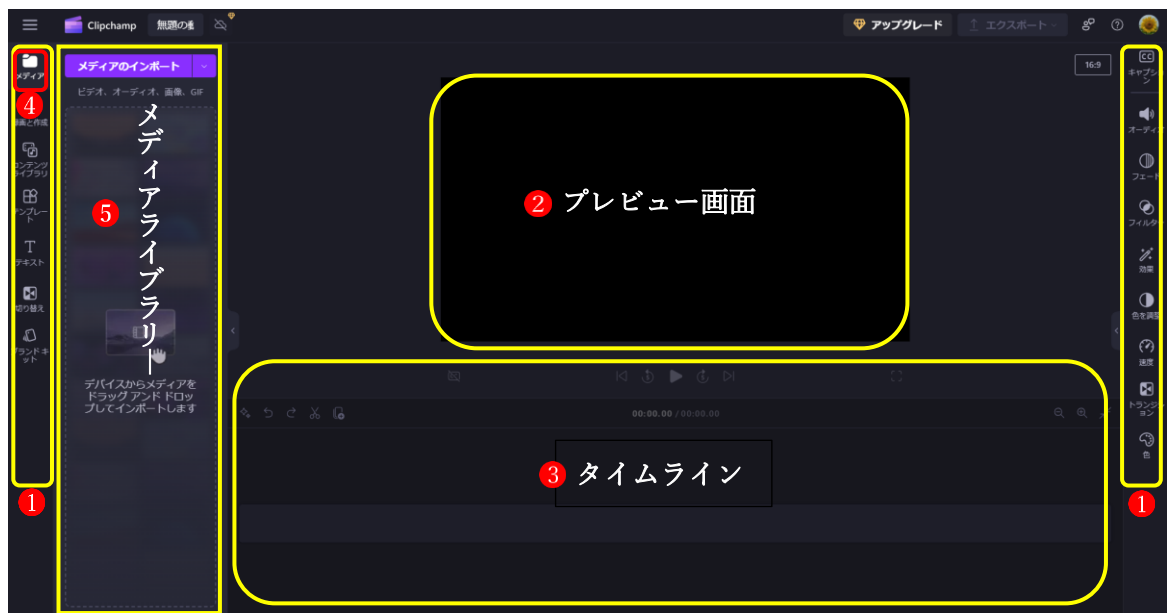 Clipchamp
無題の動
アップグレード
エクスポート
メディア
4
録画と作成
コンテンツ
ライブラリ
テンプレー
ト
テキスト
切り替え
ブランド キ
ット
1
メディアのインポート
ビデオ、オーディオ、画像、GIF
メディアライブラリー
5
デバイスからメディアを
ドラッグ アンド ドロッ
プしてインポートします
16:9
2 プレビュー画面
5
5
00:00.00 / 00:00.00
3 タイムライン
CC
キャプショ
ン
オーディオ
フェード
フィルター
効果
色を調整
速度
トランジシ
ョン
色
1